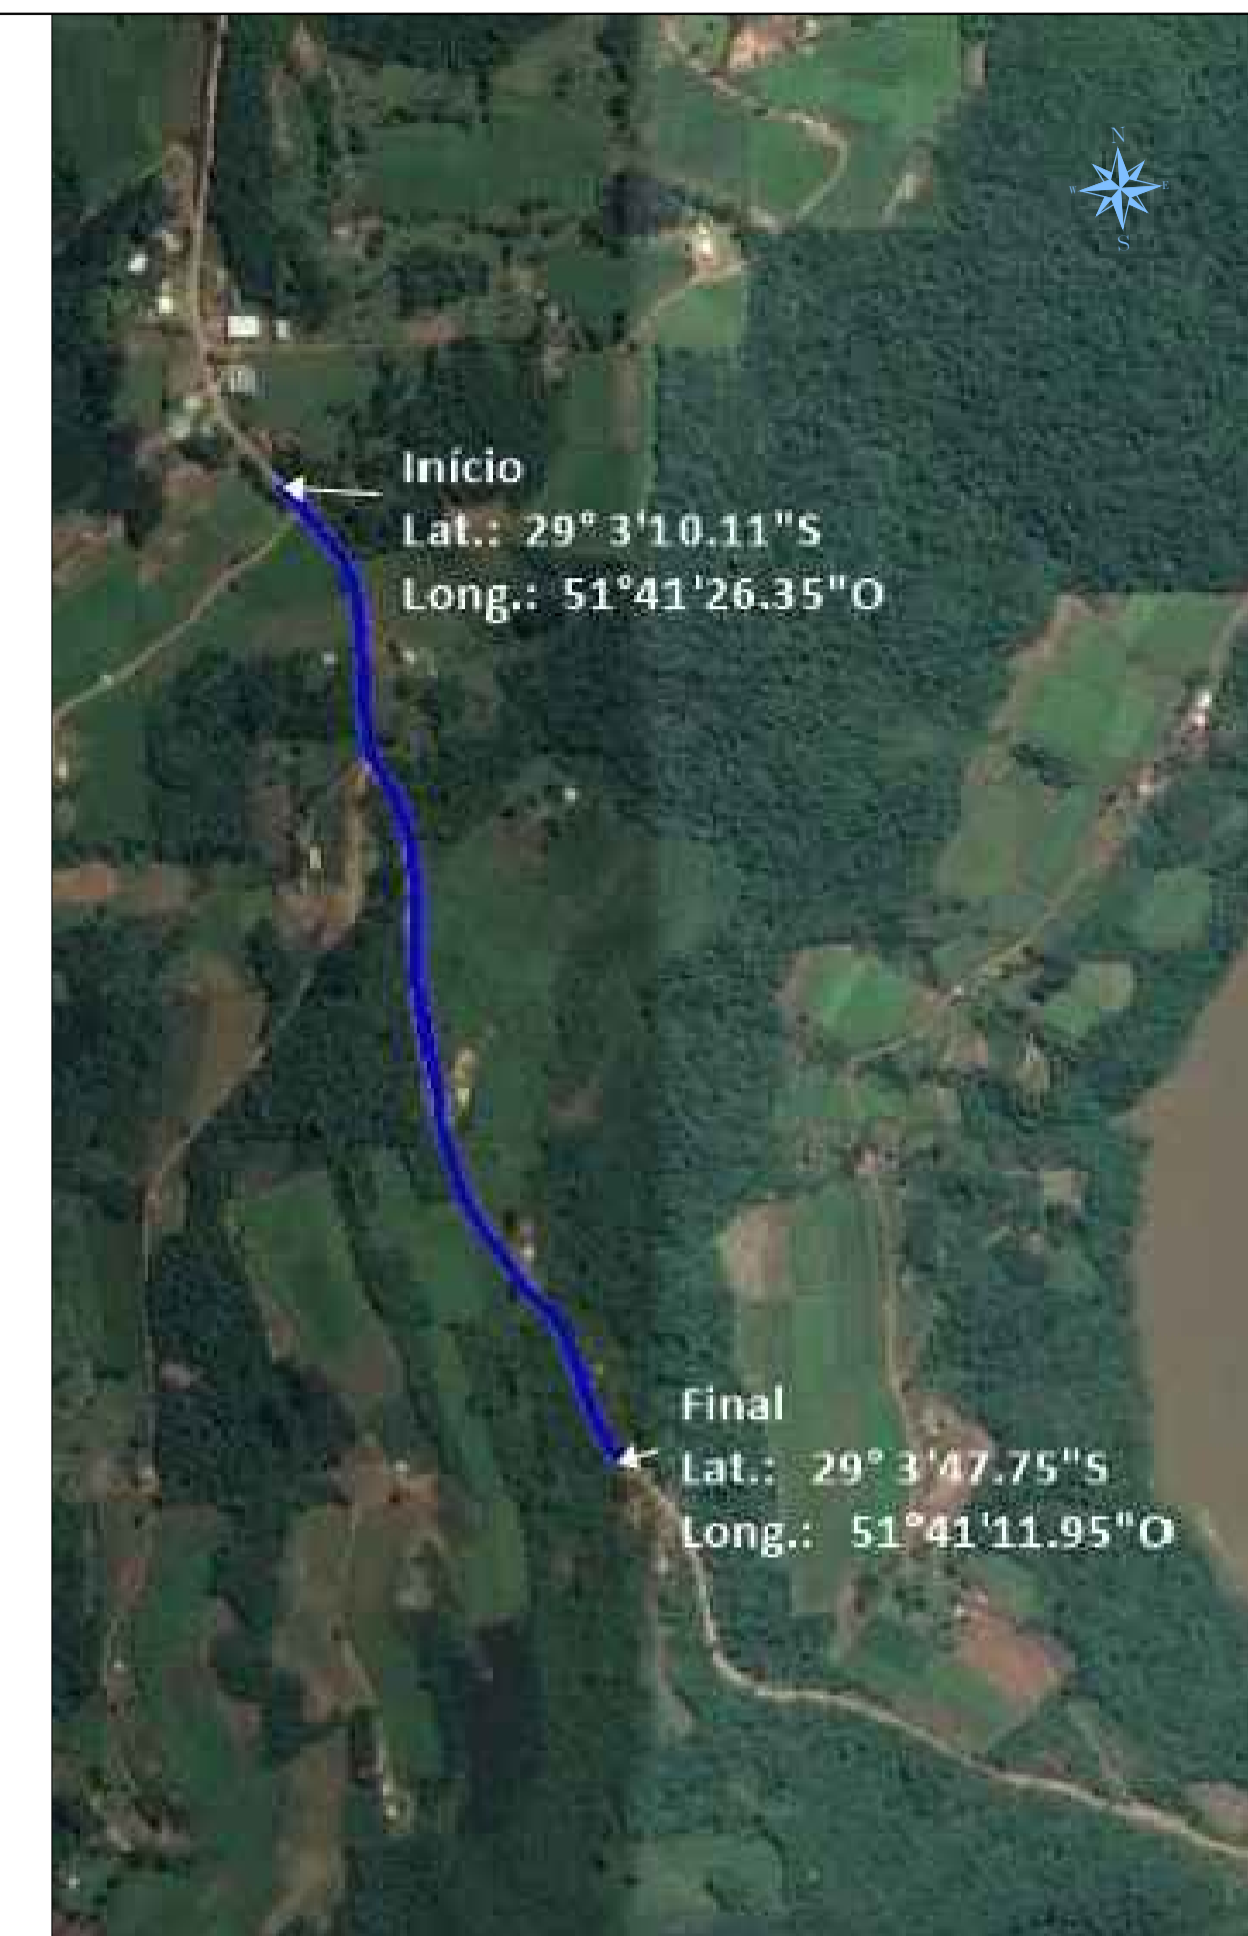 N
W E
S
Início
Lat.: 29° 3'10.11"S
Long.: 51°41'26.35"O
Final
Lat.: 29° 3'47.75"S
Long.: 51°41'11.95"O